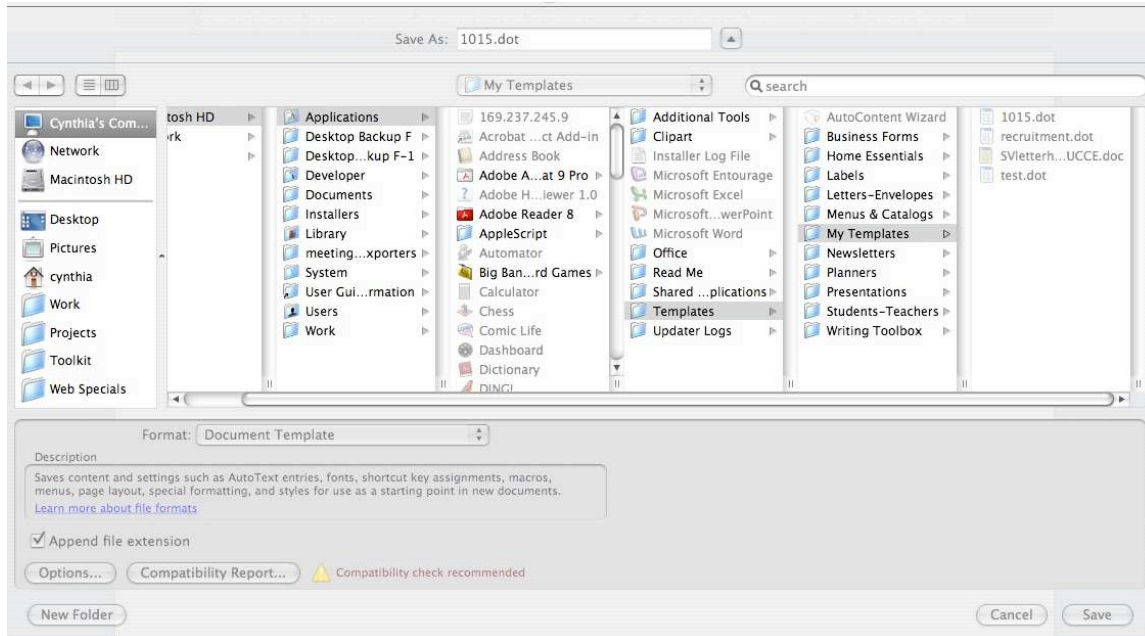 Save As: 1015.dot
My Templates
search
Cynthia's Com...
Network
Macintosh HD
Desktop
Pictures
cynthia
Work
Projects
Toolkit
Web Specials
tosh HD
rk
Applications
Desktop Backup F
Desktop...kup F-1
Developer
Documents
Installers
Library
meeting...xporters
System
User Gui...rmation
Users
Work
169.237.245.9
Acrobat ...ct Add-in
Address Book
Adobe A...at 9 Pro
Adobe H...iewer 1.0
Adobe Reader 8
AppleScript
Automator
Big Ban...rd Games
Calculator
Chess
Comic Life
Dashboard
Dictionary
DING!
Additional Tools
Clipart
Installer Log File
Microsoft Entourage
Microsoft Excel
Microsoft...werPoint
Microsoft Word
Office
Read Me
Shared ...plications
Templates
Updater Logs
AutoContent Wizard
Business Forms
Home Essentials
Labels
Letters-Envelopes
Menus & Catalogs
My Templates
Newsletters
Planners
Presentations
Students-Teachers
Writing Toolbox
1015.dot
recruitment.dot
SVletterh...UCCE.doc
test.dot
Format: Document Template
Description
Saves content and settings such as AutoText entries, fonts, shortcut key assignments, macros,
menus, page layout, special formatting, and styles for use as a starting point in new documents.
Learn more about file formats
Append file extension
Options...
Compatibility Report...
Compatibility check recommended
New Folder
Cancel
Save